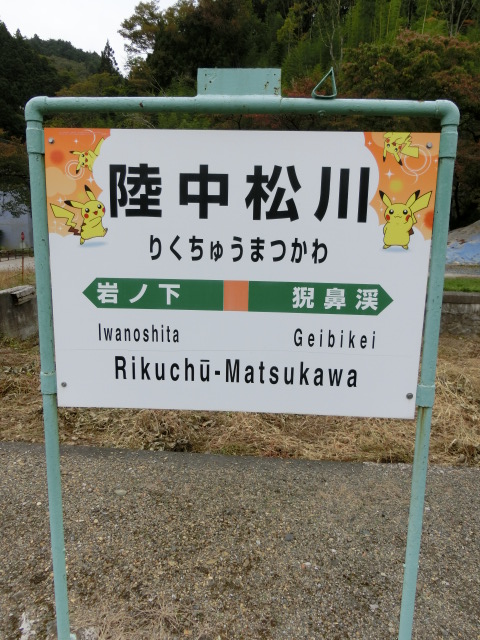 陸中松川
りくちゅうまつかわ
岩ノ下 猊鼻渓
Iwanoshita Geibikei
Rikuchū-Matsukawa